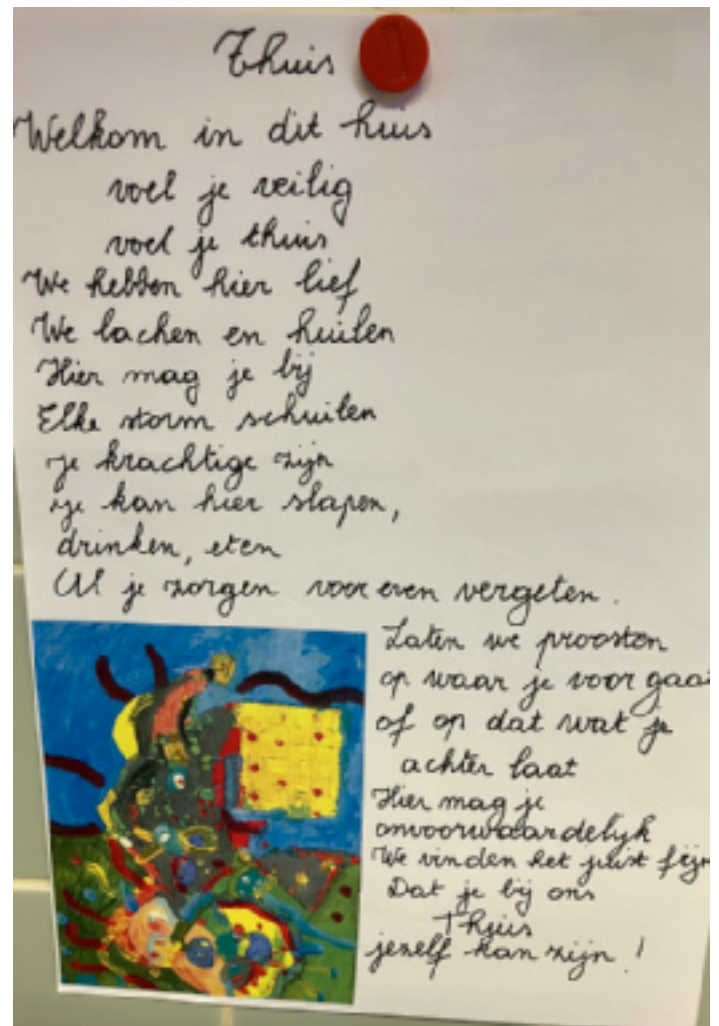 Thuis
Welkom in dit huis
voel je veilig
voel je thuis
We hebben hier lief
We lachen en huilen
Hier mag je bij
Elke storm schuilen
je krachtige zijn
je kan hier slapen,
drinken, eten
Al je zorgen voor even vergeten.
Laten we proosten
op waar je voor gaat
of op dat wat je
achter laat
Hier mag je
onvoorwaardelijk
We vinden het juist fijn
Dat je bij ons
Thuis
jezelf kan zijn!